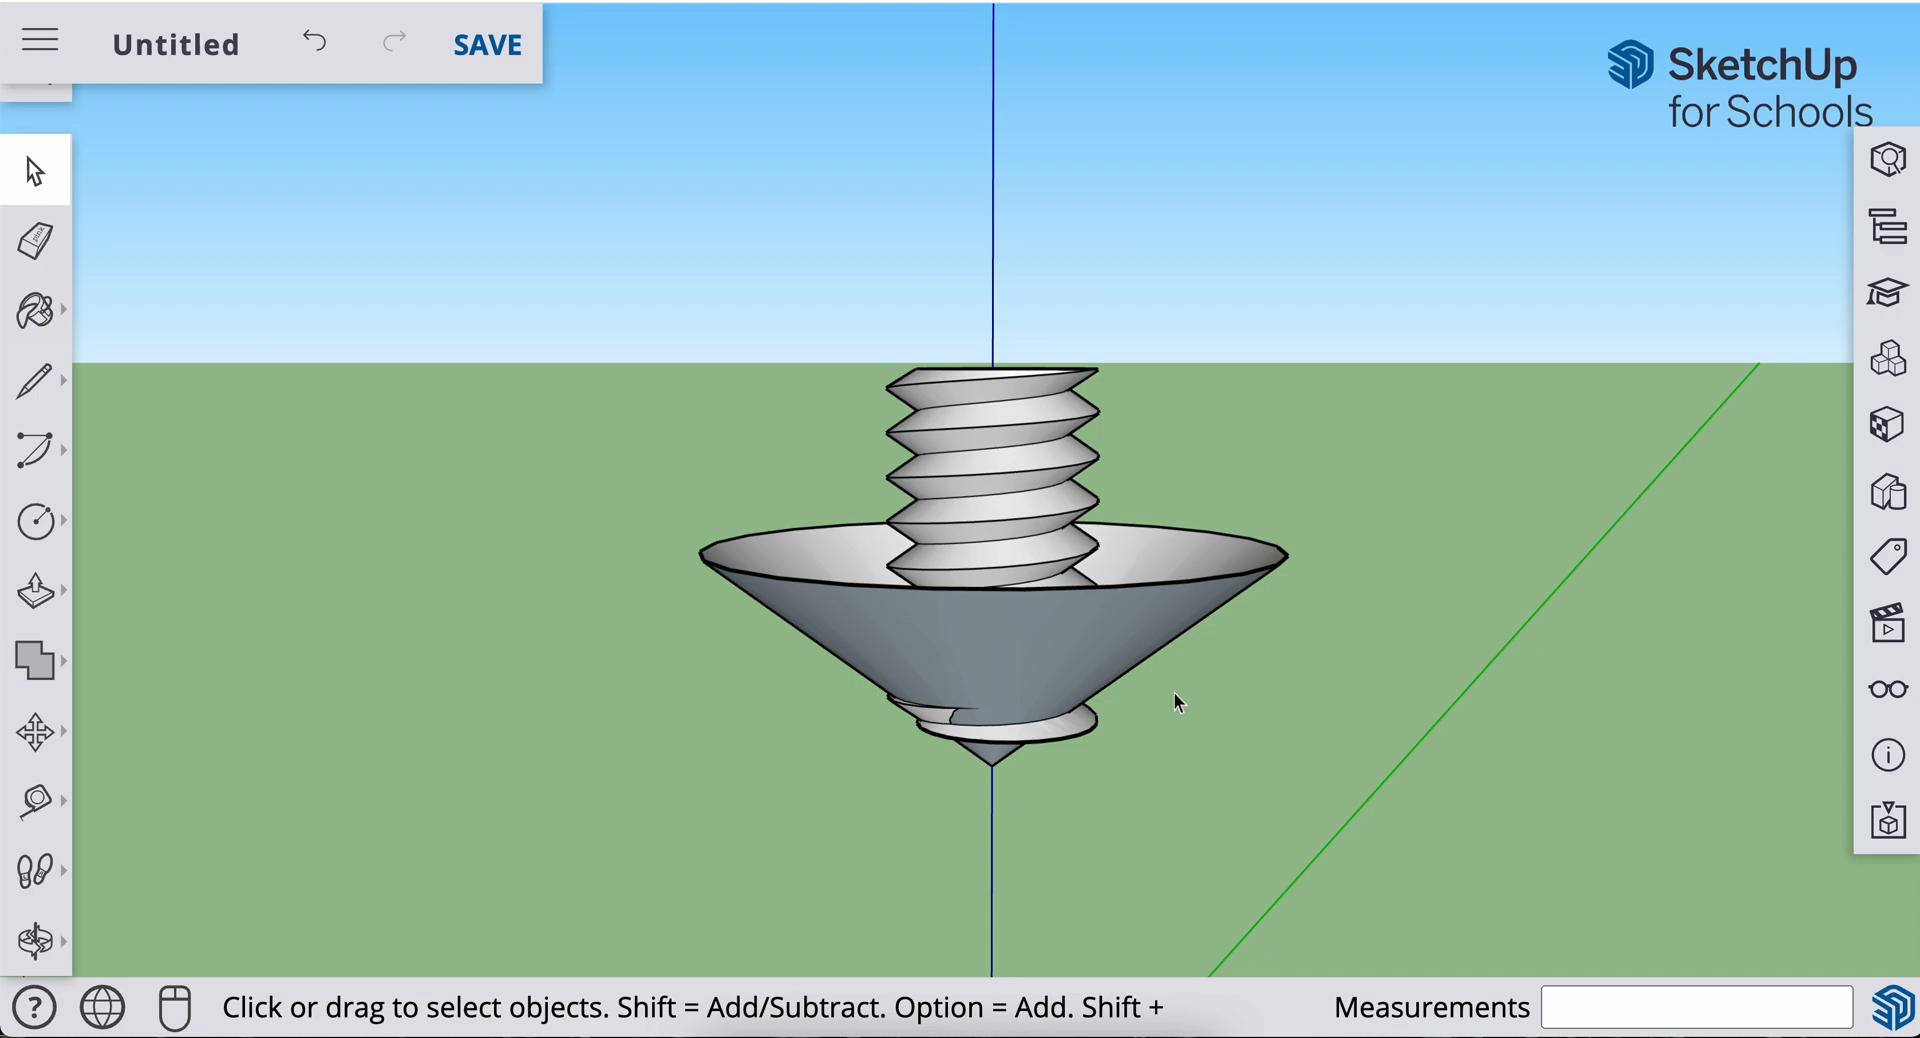 Untitled
SAVE
SketchUp
for Schools
Click or drag to select objects. Shift = Add/Subtract. Option = Add. Shift +
Measurements